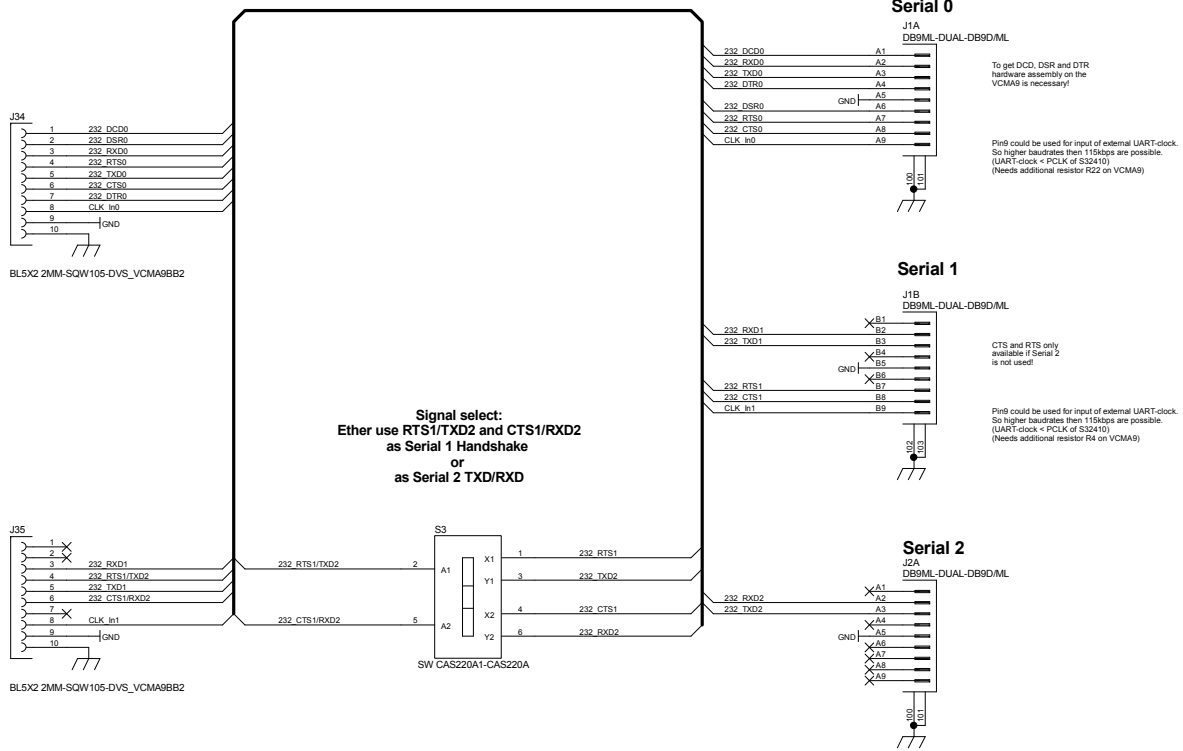 Serial 0
J1A
DB9ML-DUAL-DB9D/ML
232_DCD0 A1
232_RXD0 A2
232_TXD0 A3
232_DTR0 A4
GND A5
232_DSR0 A6
232_RTS0 A7
232_CTS0 A8
CLK_In0 A9
100
101
To get DCD, DSR and DTR
hardware assembly on the
VCMA9 is necessary!
Pin9 could be used for input of external UART-clock.
So higher baudrates then 115kbps are possible.
(UART-clock < PCLK of S32410)
(Needs additional resistor R22 on VCMA9)
J34
1 232_DCD0
2 232_DSR0
3 232_RXD0
4 232_RTS0
5 232_TXD0
6 232_CTS0
7 232_DTR0
8 CLK_In0
9 GND
10
BL5X2 2MM-SQW105-DVS_VCMA9BB2
Serial 1
J1B
DB9ML-DUAL-DB9D/ML
B1
232_RXD1 B2
232_TXD1 B3
B4
GND B5
B6
232_RTS1 B7
232_CTS1 B8
CLK_In1 B9
102
103
CTS and RTS only
available if Serial 2
is not used!
Pin9 could be used for input of external UART-clock.
So higher baudrates then 115kbps are possible.
(UART-clock < PCLK of S32410)
(Needs additional resistor R4 on VCMA9)
Signal select:
Ether use RTS1/TXD2 and CTS1/RXD2
as Serial 1 Handshake
or
as Serial 2 TXD/RXD
J35
1
2
3 232_RXD1
4 232_RTS1/TXD2
5 232_TXD1
6 232_CTS1/RXD2
7
8 CLK_In1
9 GND
10
BL5X2 2MM-SQW105-DVS_VCMA9BB2
S3
232_RTS1/TXD2 2 A1
232_CTS1/RXD2 5 A2
X1 1 232_RTS1
Y1 3 232_TXD2
X2 4 232_CTS1
Y2 6 232_RXD2
SW CAS220A1-CAS220A
Serial 2
J2A
DB9ML-DUAL-DB9D/ML
A1
232_RXD2 A2
232_TXD2 A3
A4
GND A5
A6
A7
A8
A9
100
101